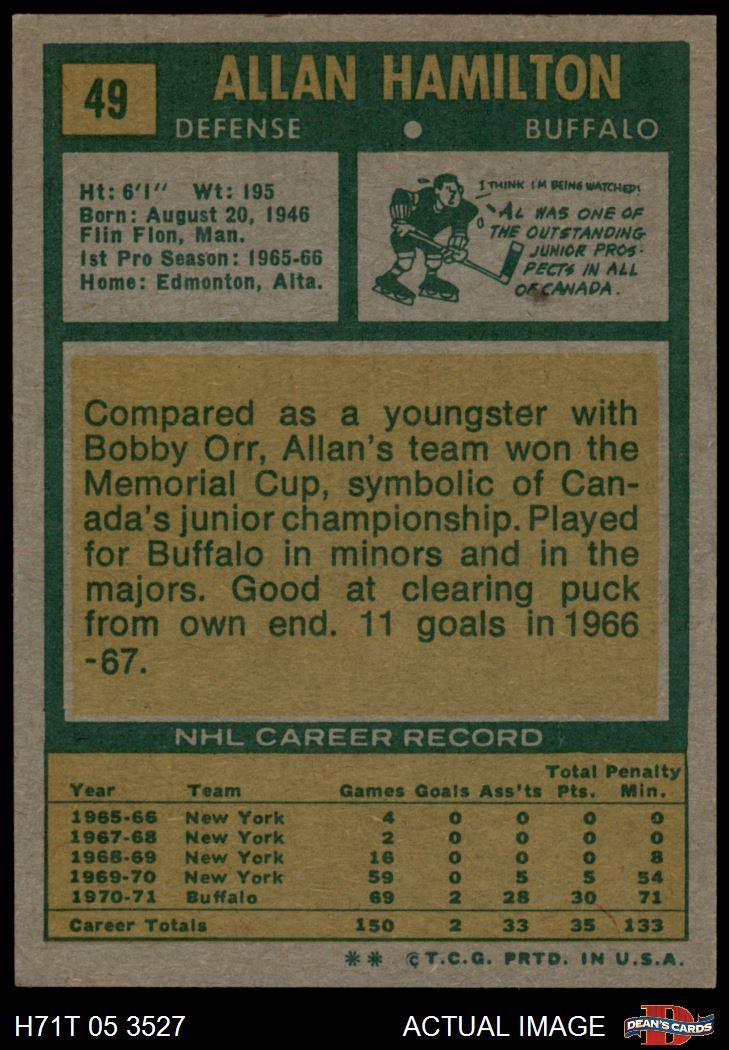 49
ALLAN HAMILTON
DEFENSE ● BUFFALO
Ht: 6'1" Wt: 195
Born: August 20, 1946
Flin Flon, Man.
1st Pro Season: 1965-66
Home: Edmonton, Alta.
I THINK I'M BEING WATCHED!
AL WAS ONE OF
THE OUTSTANDING
JUNIOR PROS-
PECTS IN ALL
OF CANADA.
Compared as a youngster with
Bobby Orr, Allan's team won the
Memorial Cup, symbolic of Can-
ada's junior championship. Played
for Buffalo in minors and in the
majors. Good at clearing puck
from own end. 11 goals in 1966
-67.
NHL CAREER RECORD
Year Team Games Goals Ass'ts Total Pts. Penalty Min.
1965-66 New York 4 0 0 0 0
1967-68 New York 2 0 0 0 0
1968-69 New York 16 0 0 0 8
1969-70 New York 59 0 5 5 54
1970-71 Buffalo 69 2 28 30 71
Career Totals 150 2 33 35 133
** © T.C.G. PRTD. IN U.S.A.
H71T 05 3527 ACTUAL IMAGE
D
DEAN'S CARDS